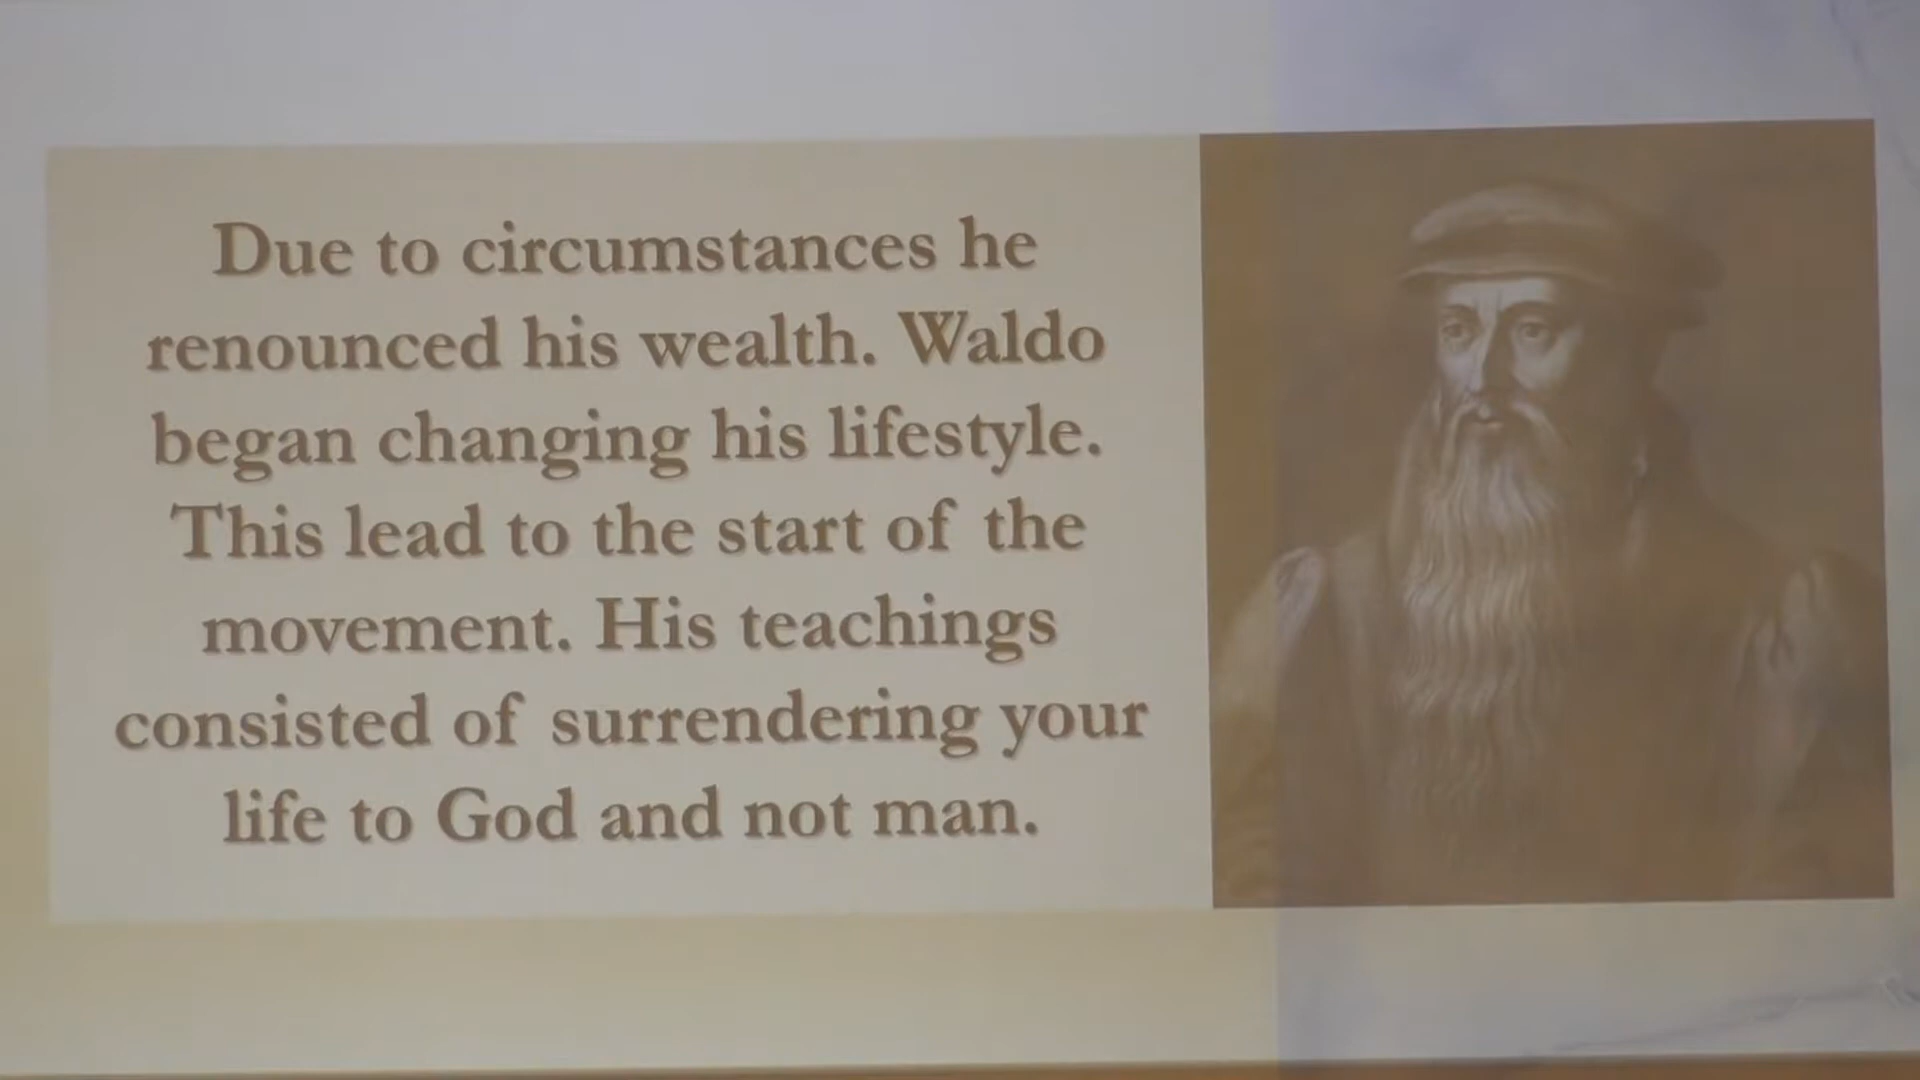 Due to circumstances he
renounced his wealth. Waldo
began changing his lifestyle.
This lead to the start of the
movement. His teachings
consisted of surrendering your
life to God and not man.